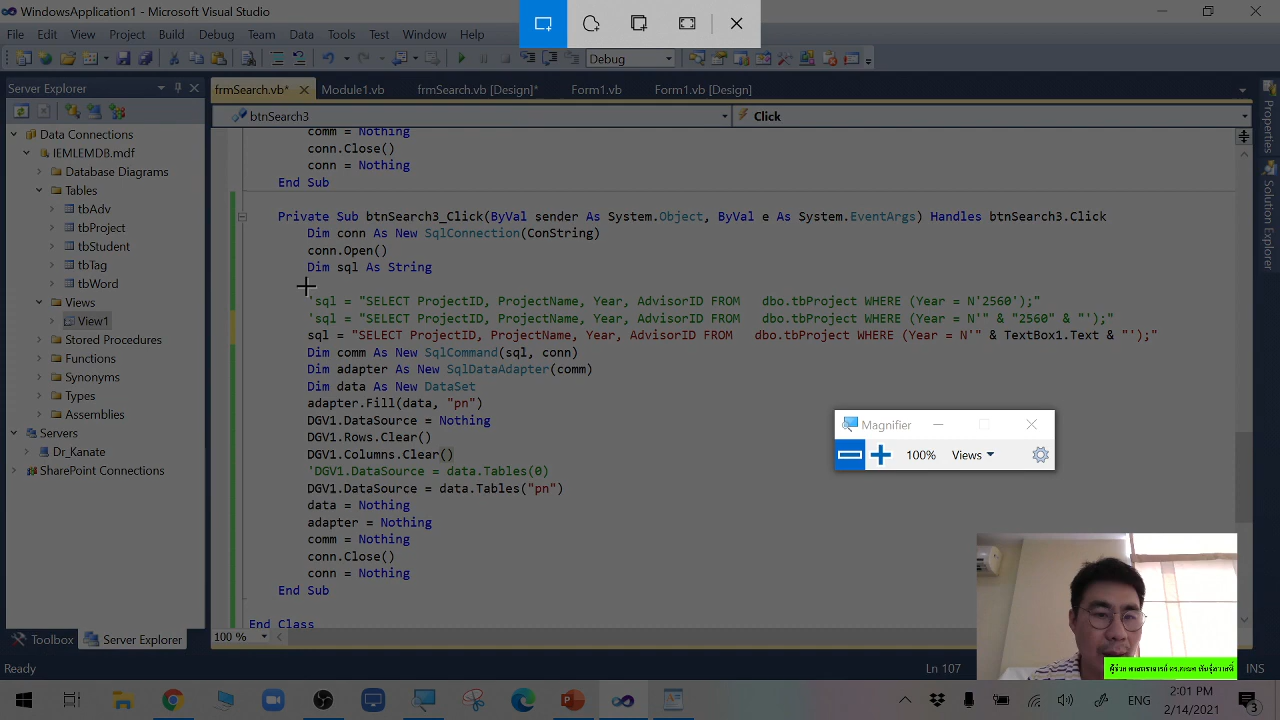 WindowsApplication1 - Microsoft Visual Studio
File Edit View Project Build Debug Team Data Tools Test Window Help
Debug
Server Explorer
frmSearch.vb* Module1.vb frmSearch.vb [Design]* Form1.vb Form1.vb [Design]
btnSearch3 Click
Data Connections
IEMLEMDB.mdf
Database Diagrams
Tables
tbAdv
tbProject
tbStudent
tbTag
tbWord
Views
View1
Stored Procedures
Functions
Synonyms
Types
Assemblies
Servers
Dr_Kanate
SharePoint Connections
Toolbox Server Explorer
comm = Nothing
conn.Close()
conn = Nothing
End Sub
Private Sub btnSearch3_Click(ByVal sender As System.Object, ByVal e As System.EventArgs) Handles btnSearch3.Click
Dim conn As New SqlConnection(ConString)
conn.Open()
Dim sql As String
'sql = "SELECT ProjectID, ProjectName, Year, AdvisorID FROM   dbo.tbProject WHERE (Year = N'2560');"
'sql = "SELECT ProjectID, ProjectName, Year, AdvisorID FROM   dbo.tbProject WHERE (Year = N'" & "2560" & "');"
sql = "SELECT ProjectID, ProjectName, Year, AdvisorID FROM   dbo.tbProject WHERE (Year = N'" & TextBox1.Text & "');"
Dim comm As New SqlCommand(sql, conn)
Dim adapter As New SqlDataAdapter(comm)
Dim data As New DataSet
adapter.Fill(data, "pn")
DGV1.DataSource = Nothing
DGV1.Rows.Clear()
DGV1.Columns.Clear()
'DGV1.DataSource = data.Tables(0)
DGV1.DataSource = data.Tables("pn")
data = Nothing
adapter = Nothing
comm = Nothing
conn.Close()
conn = Nothing
End Sub
End Class
100 %
Properties
Solution Explorer
Magnifier
100% Views
Ready Ln 107 INS
ENG 2:01 PM
2/14/2021
3